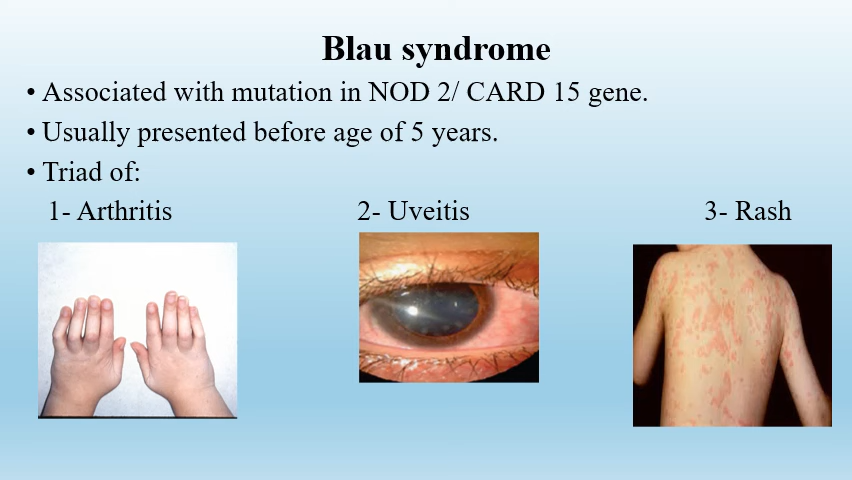 Blau syndrome
• Associated with mutation in NOD 2/ CARD 15 gene.
• Usually presented before age of 5 years.
• Triad of:
1- Arthritis 2- Uveitis 3- Rash